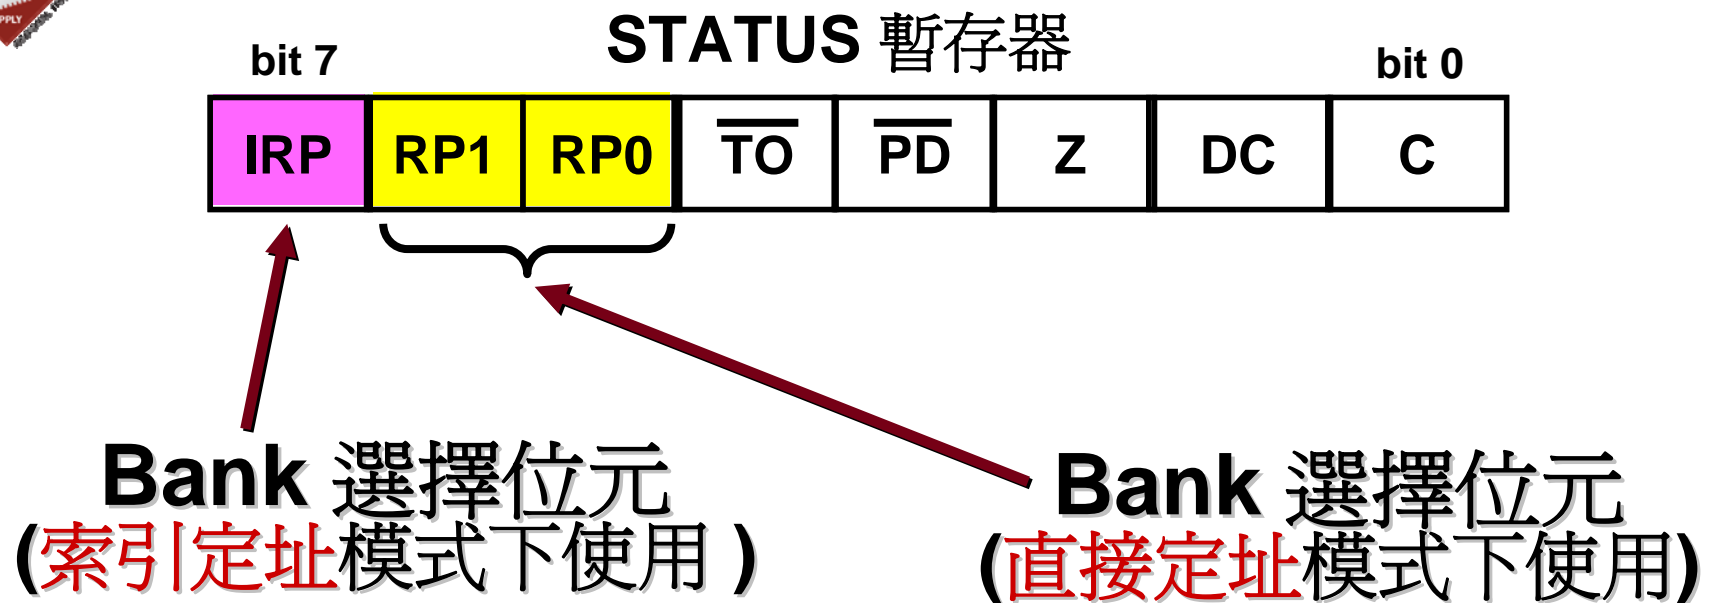 PPLY
STATUS 暫存器
bit 7
bit 0
IRP RP1 RP0 T̅O̅ P̅D̅ Z DC C
Bank 選擇位元
(索引定址模式下使用 )
Bank 選擇位元
(直接定址模式下使用)